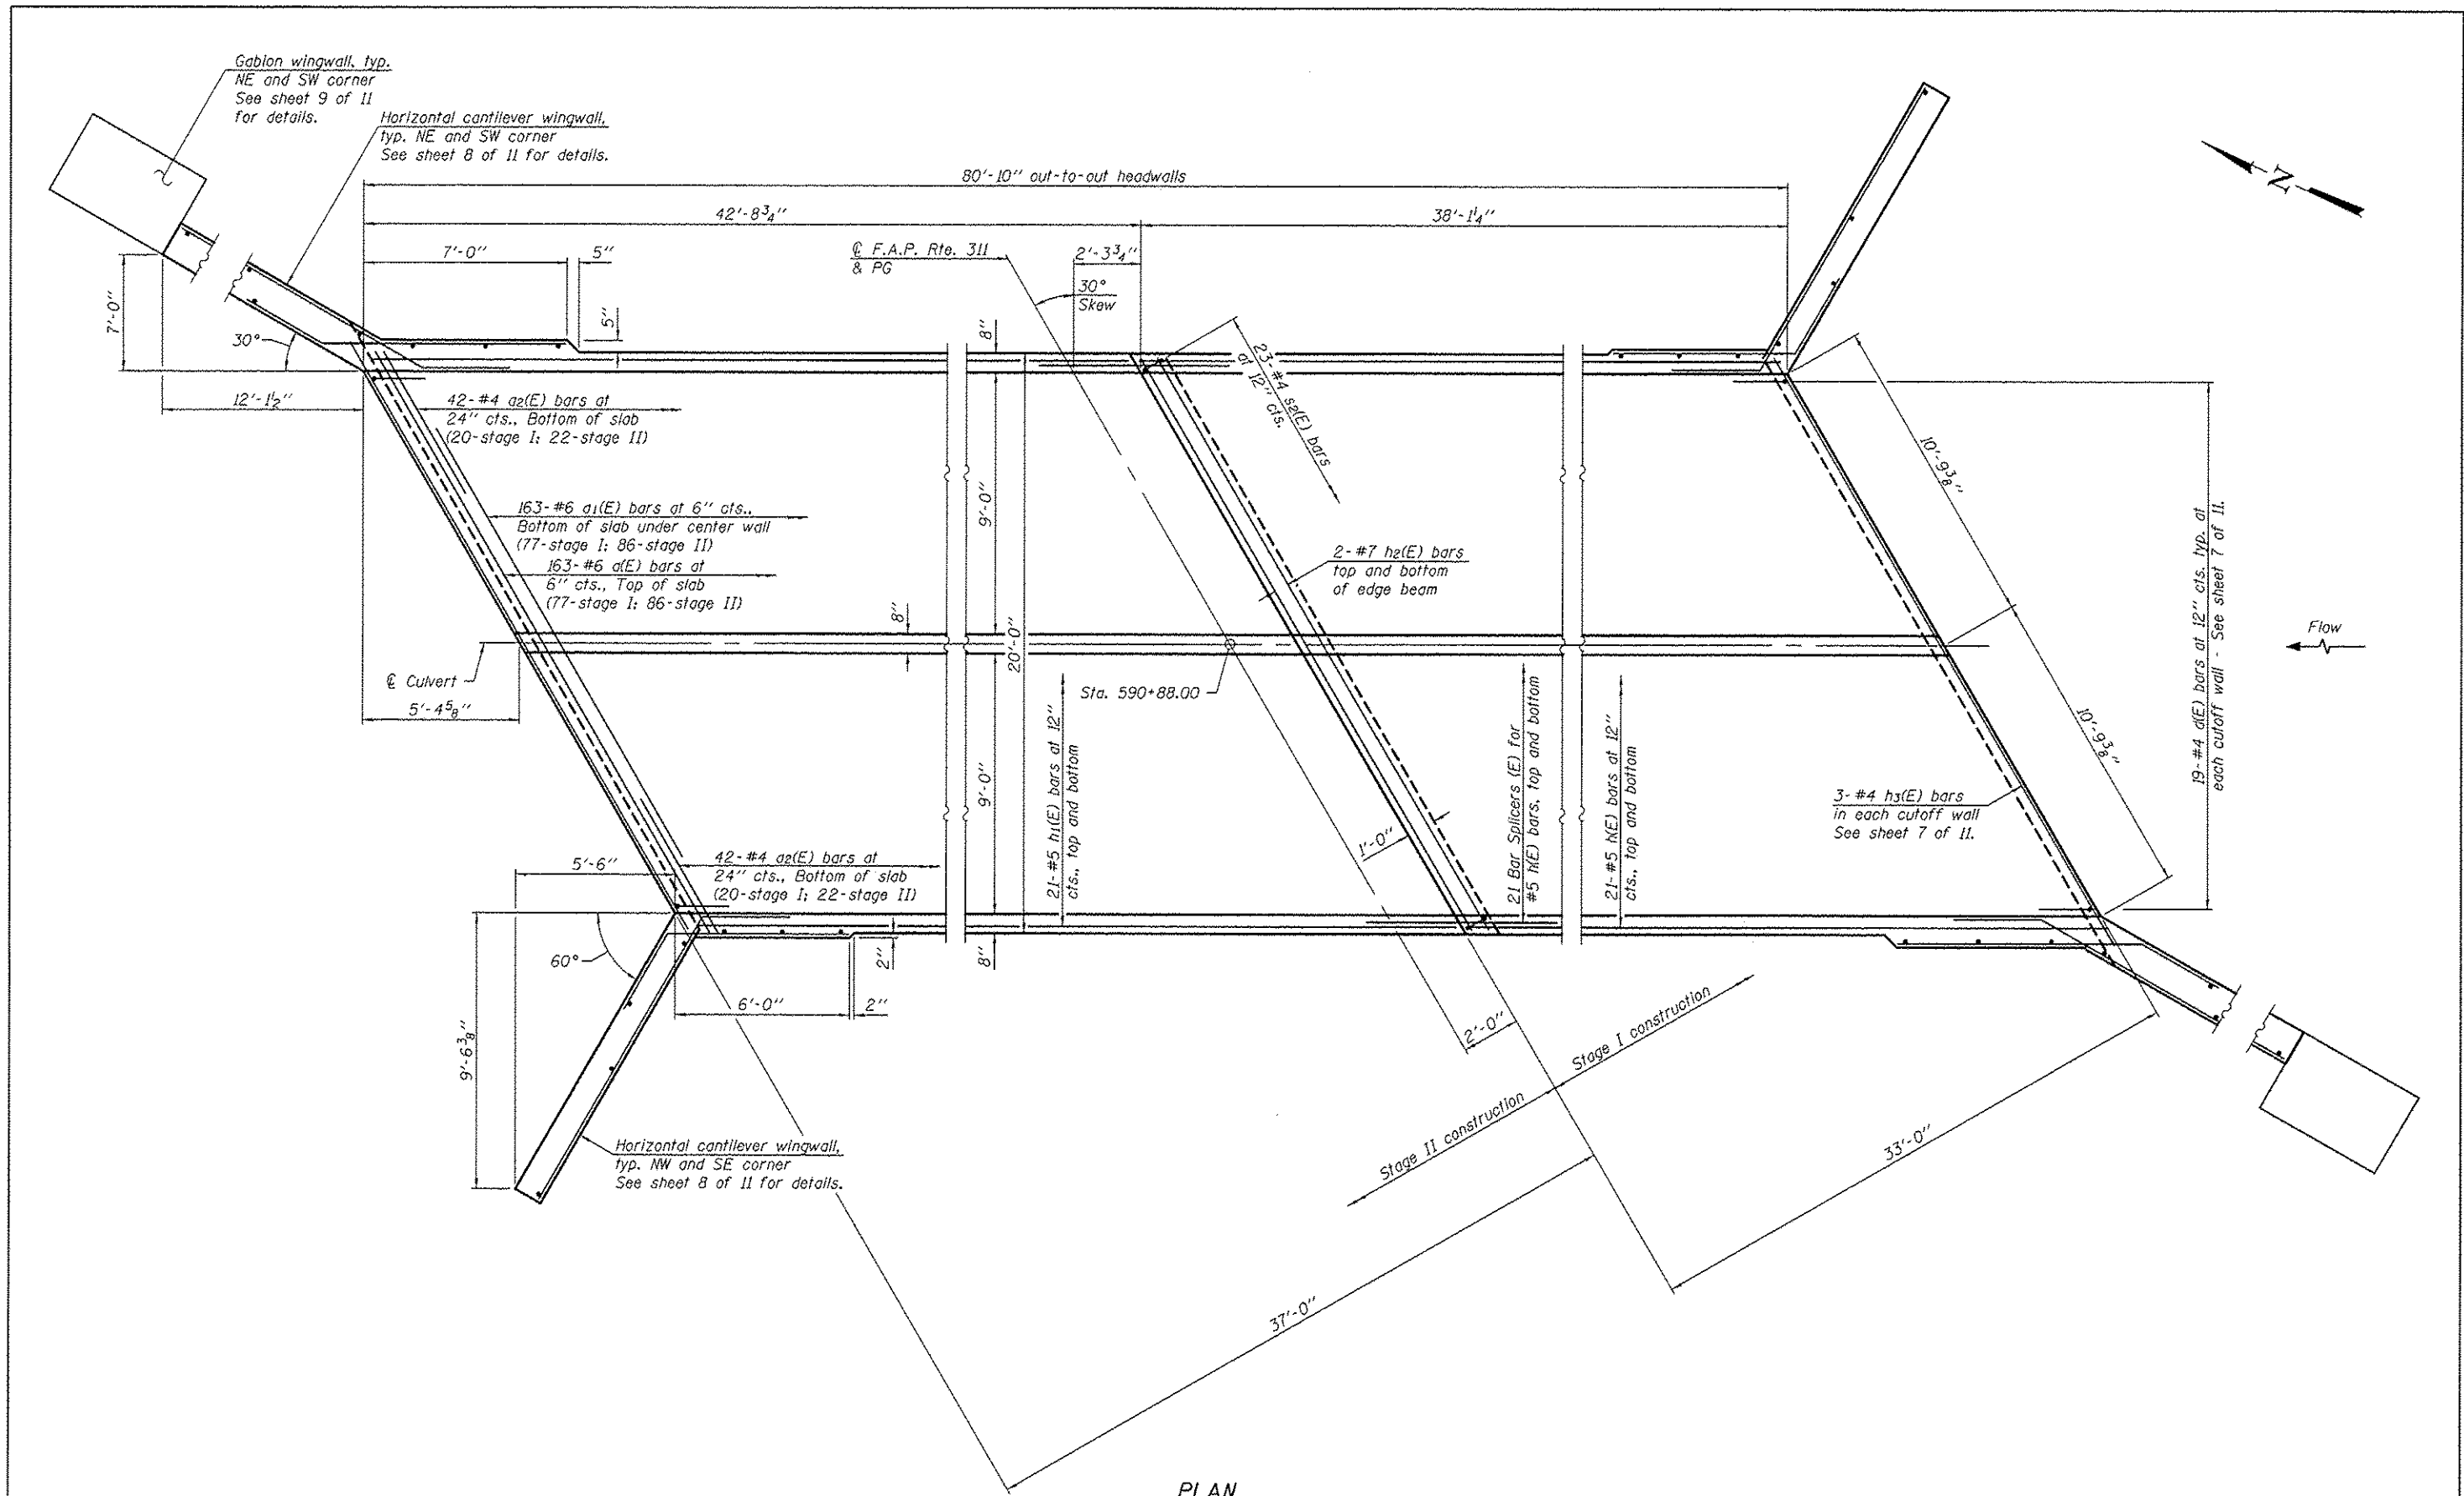 Gabion wingwall, typ.
NE and SW corner
See sheet 9 of 11
for details.
Horizontal cantilever wingwall,
typ. NE and SW corner
See sheet 8 of 11 for details.
80'-10" out-to-out headwalls
42'-8¾"
38'-1¼"
N
7'-0"
5"
℄ F.A.P. Rte. 311
& PG
2'-3¾"
30°
Skew
7'-0"
30°
5"
8"
23-#4 s2(E) bars
at 12" cts.
12'-1½"
42-#4 a2(E) bars at
24" cts., Bottom of slab
(20-stage I; 22-stage II)
10'-9⅜"
163-#6 a1(E) bars at 6" cts.,
Bottom of slab under center wall
(77-stage I; 86-stage II)
9'-0"
163-#6 a(E) bars at
6" cts., Top of slab
(77-stage I; 86-stage II)
2-#7 h2(E) bars
top and bottom
of edge beam
19-#4 d(E) bars at 12" cts. typ. at
each cutoff wall - See sheet 7 of 11.
8"
20'-0"
Flow
℄ Culvert
5'-4⅝"
Sta. 590+88.00
21-#5 h1(E) bars at 12"
cts., top and bottom
9'-0"
21 Bar Splicers (E) for
#5 h(E) bars, top and bottom
21-#5 h(E) bars at 12"
cts., top and bottom
10'-9⅜"
3-#4 h3(E) bars
in each cutoff wall
See sheet 7 of 11.
1'-0"
5'-6"
42-#4 a2(E) bars at
24" cts., Bottom of slab
(20-stage I; 22-stage II)
60°
2"
8"
9'-6⅜"
6'-0"
2"
2'-0"
Stage I construction
Stage II construction
33'-0"
Horizontal cantilever wingwall,
typ. NW and SE corner
See sheet 8 of 11 for details.
37'-0"
PLAN